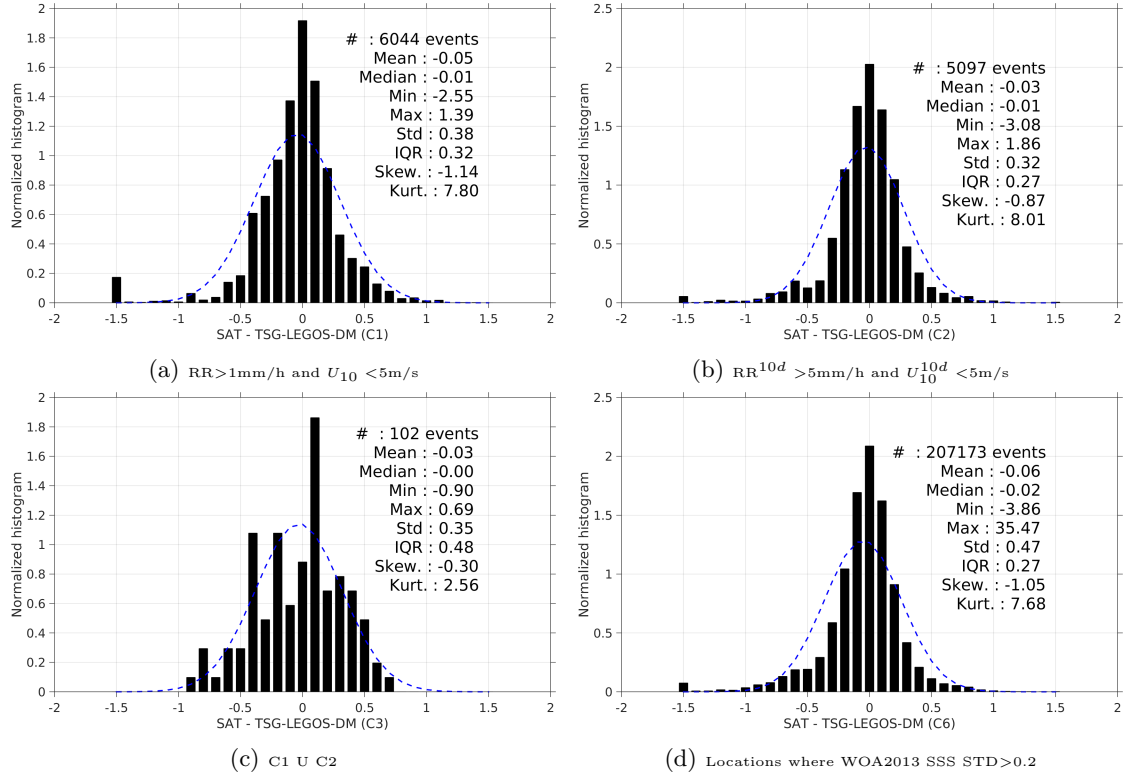 2
1.8
1.6
1.4
1.2
1
0.8
0.6
0.4
0.2
0
Normalized histogram
# : 6044 events
Mean : -0.05
Median : -0.01
Min : -2.55
Max : 1.39
Std : 0.38
IQR : 0.32
Skew. : -1.14
Kurt. : 7.80
-2 -1.5 -1 -0.5 0 0.5 1 1.5 2
SAT - TSG-LEGOS-DM (C1)
(a) RR>1mm/h and U10 <5m/s
2.5
2
1.5
1
0.5
0
Normalized histogram
# : 5097 events
Mean : -0.03
Median : -0.01
Min : -3.08
Max : 1.86
Std : 0.32
IQR : 0.27
Skew. : -0.87
Kurt. : 8.01
-2 -1.5 -1 -0.5 0 0.5 1 1.5 2
SAT - TSG-LEGOS-DM (C2)
(b) RR10d >5mm/h and U10 10d <5m/s
2
1.8
1.6
1.4
1.2
1
0.8
0.6
0.4
0.2
0
Normalized histogram
# : 102 events
Mean : -0.03
Median : -0.00
Min : -0.90
Max : 0.69
Std : 0.35
IQR : 0.48
Skew. : -0.30
Kurt. : 2.56
-2 -1.5 -1 -0.5 0 0.5 1 1.5 2
SAT - TSG-LEGOS-DM (C3)
(c) C1 U C2
2.5
2
1.5
1
0.5
0
Normalized histogram
# : 207173 events
Mean : -0.06
Median : -0.02
Min : -3.86
Max : 35.47
Std : 0.47
IQR : 0.27
Skew. : -1.05
Kurt. : 7.68
-2 -1.5 -1 -0.5 0 0.5 1 1.5 2
SAT - TSG-LEGOS-DM (C6)
(d) Locations where WOA2013 SSS STD>0.2